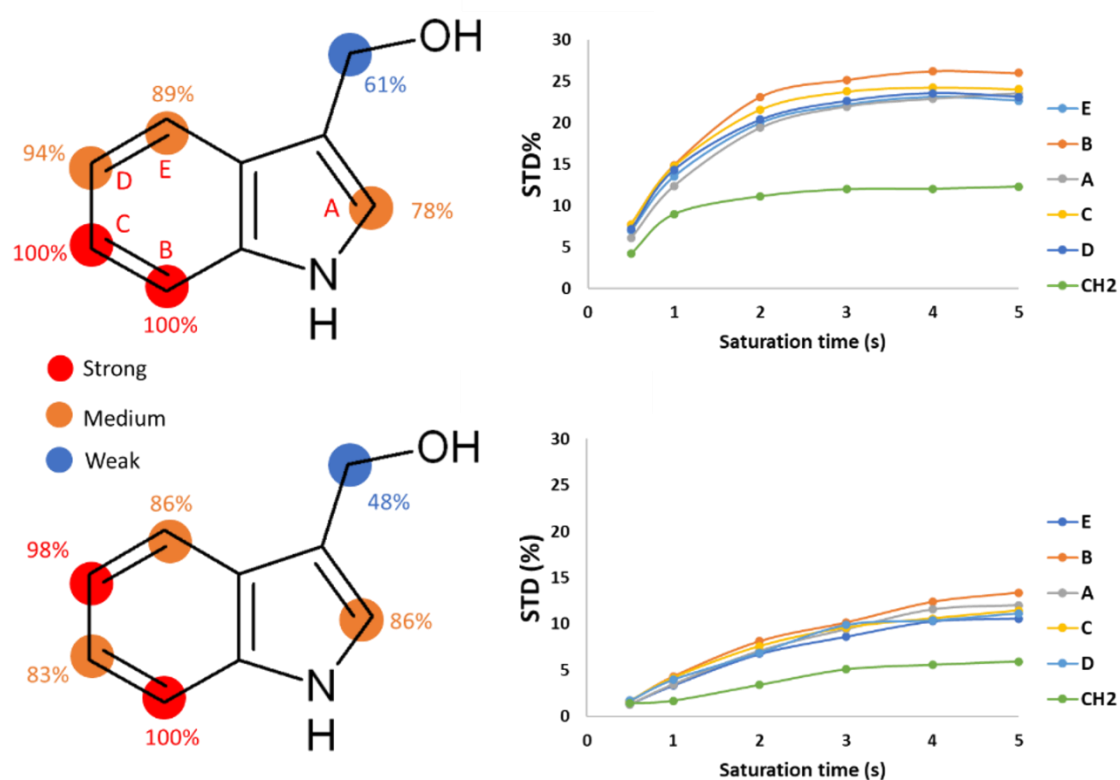 OH
61%
89%
94%
E
D
A
78%
C
B
100%
100%
N
H
Strong
Medium
Weak
STD%
30
25
20
15
10
5
0
0 1 2 3 4 5
Saturation time (s)
E
B
A
C
D
CH2
OH
48%
86%
98%
86%
83%
100%
N
H
STD (%)
30
25
20
15
10
5
0
0 1 2 3 4 5
Saturation time (s)
E
B
A
C
D
CH2